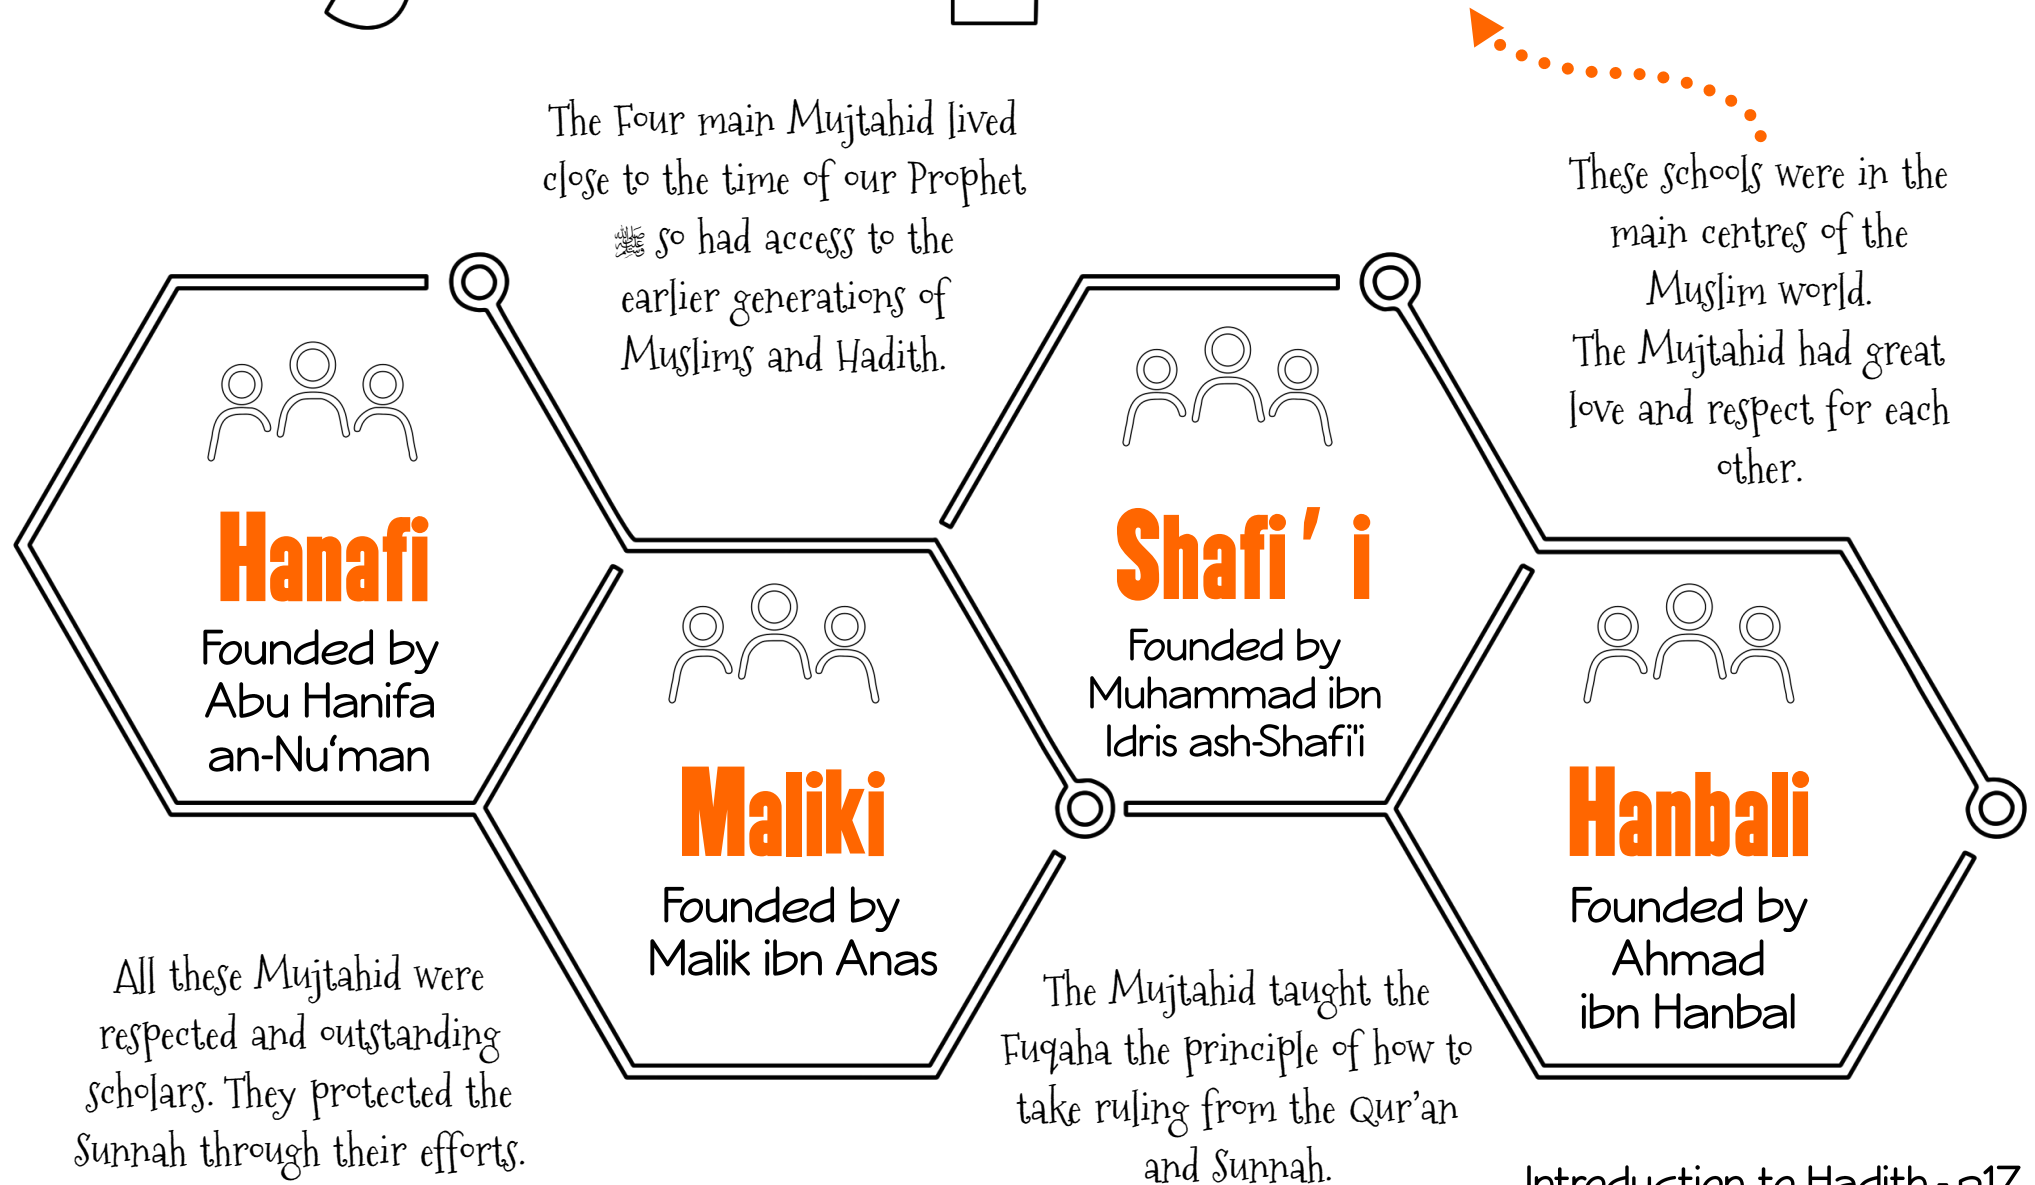 The Four main Mujtahid lived
close to the time of our Prophet
ﷺ so had access to the
earlier generations of
Muslims and Hadith.
These schools were in the
main centres of the
Muslim world.
The Mujtahid had great
love and respect for each
other.
Hanafi
Founded by
Abu Hanifa
an-Nu‘man
Maliki
Founded by
Malik ibn Anas
Shafi’ i
Founded by
Muhammad ibn
Idris ash-Shafi'i
Hanbali
Founded by
Ahmad
ibn Hanbal
All these Mujtahid were
respected and outstanding
scholars. They protected the
Sunnah through their efforts.
The Mujtahid taught the
Fuqaha the principle of how to
take ruling from the Qur’an
and Sunnah.
Introduction to Hadith - p17